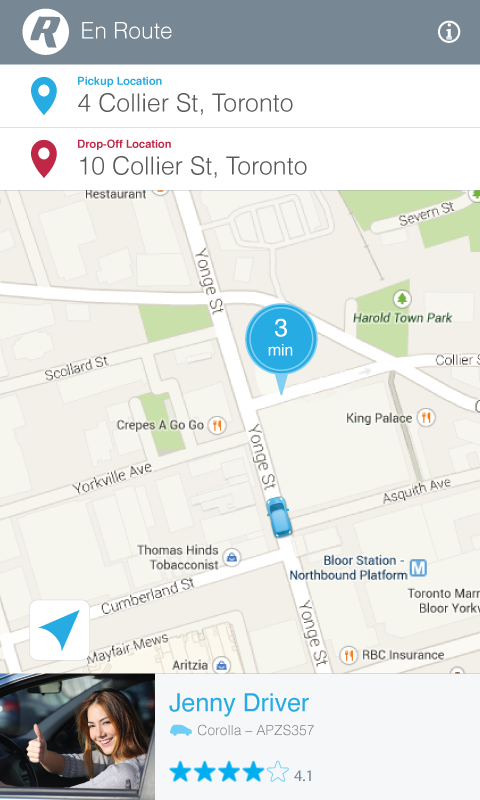 R En Route
Pickup Location
4 Collier St, Toronto
Drop-Off Location
10 Collier St, Toronto
Restaurant
Severn St
Yonge St
Harold Town Park
3
min
Collier S
Scollard St
King Palace
Crepes A Go Go
Yonge St
Yorkville Ave
Asquith Ave
Thomas Hinds
Tobacconist
Bloor Station -
Northbound Platform
M
Cumberland St
Toronto Marr
Bloor Yorkv
Yonge St
Mayfair Mews
RBC Insurance
Aritzia
Jenny Driver
Corolla – APZS357
4.1